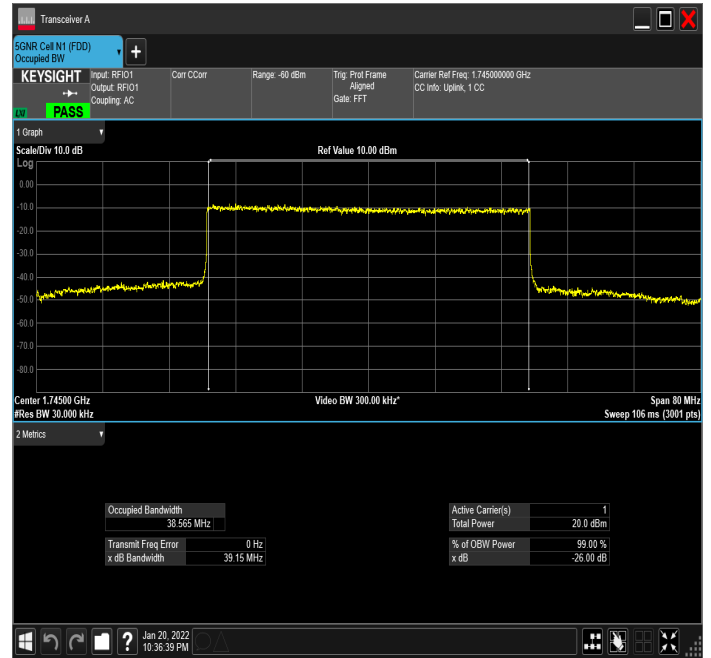 Transceiver A
5GNR Cell N1 (FDD)
Occupied BW
+
KEYSIGHT
Input: RFIO1
Output: RFIO1
Coupling: AC
Corr CCorr
Range: -60 dBm
Trig: Prot Frame
Aligned
Gate: FFT
Carrier Ref Freq: 1.745000000 GHz
CC Info: Uplink, 1 CC
LXI
PASS
1 Graph
Scale/Div 10.0 dB
Ref Value 10.00 dBm
Log
0.00
-10.0
-20.0
-30.0
-40.0
-50.0
-60.0
-70.0
-80.0
Center 1.74500 GHz
Video BW 300.00 kHz*
Span 80 MHz
#Res BW 30.000 kHz
Sweep 106 ms (3001 pts)
2 Metrics
Occupied Bandwidth
38.565 MHz
Active Carrier(s) 1
Total Power 20.0 dBm
Transmit Freq Error 0 Hz
x dB Bandwidth 39.15 MHz
% of OBW Power 99.00 %
x dB -26.00 dB
?
Jan 20, 2022
10:36:39 PM